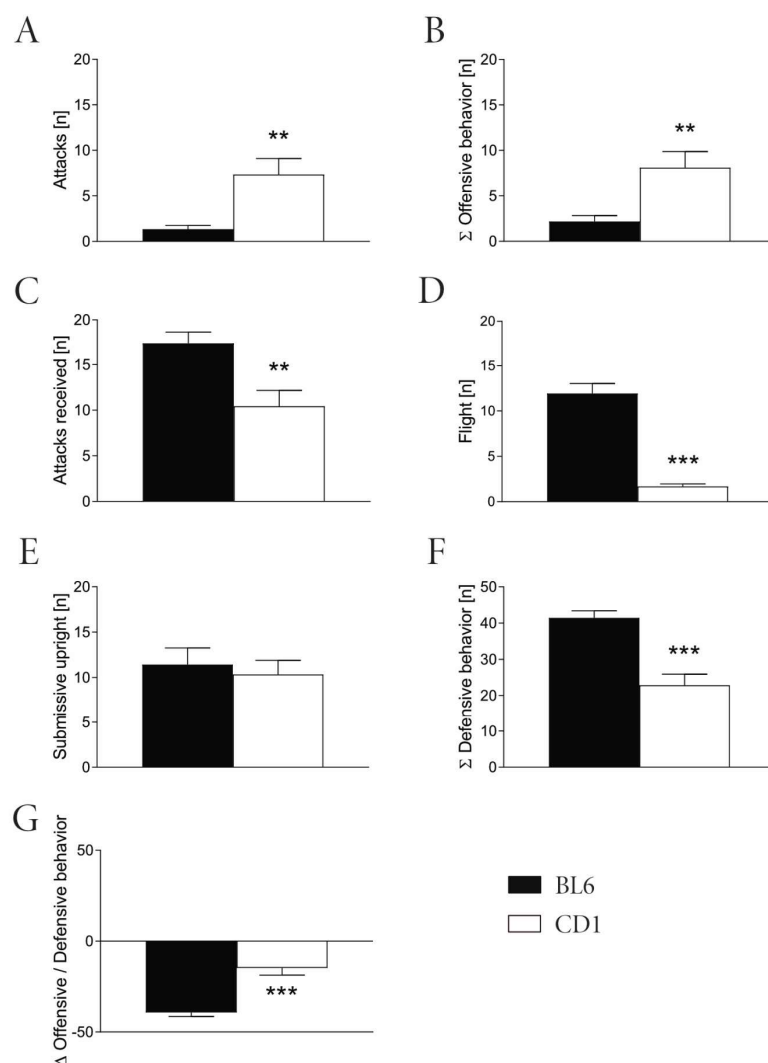 A
Attacks [n]
20
15
10
5
0
**
B
Σ Offensive behavior [n]
20
15
10
5
0
**
C
Attacks received [n]
20
15
10
5
0
**
D
Flight [n]
20
15
10
5
0
***
E
Submissive upright [n]
20
15
10
5
0
F
Σ Defensive behavior [n]
50
40
30
20
10
0
***
G
Δ Offensive / Defensive behavior
50
0
-50
***
BL6
CD1